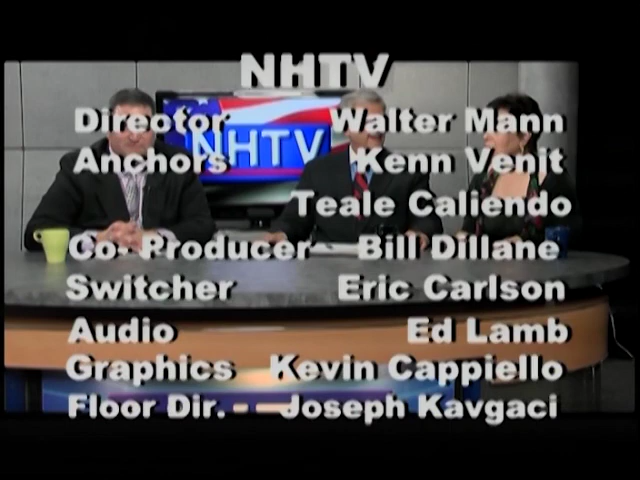 NHTV
Director Walter Mann
NHTV
Anchors Kenn Venit
Teale Caliendo
Co- Producer Bill Dillane
Switcher Eric Carlson
Audio Ed Lamb
Graphics Kevin Cappiello
Floor Dir. Joseph Kavgaci